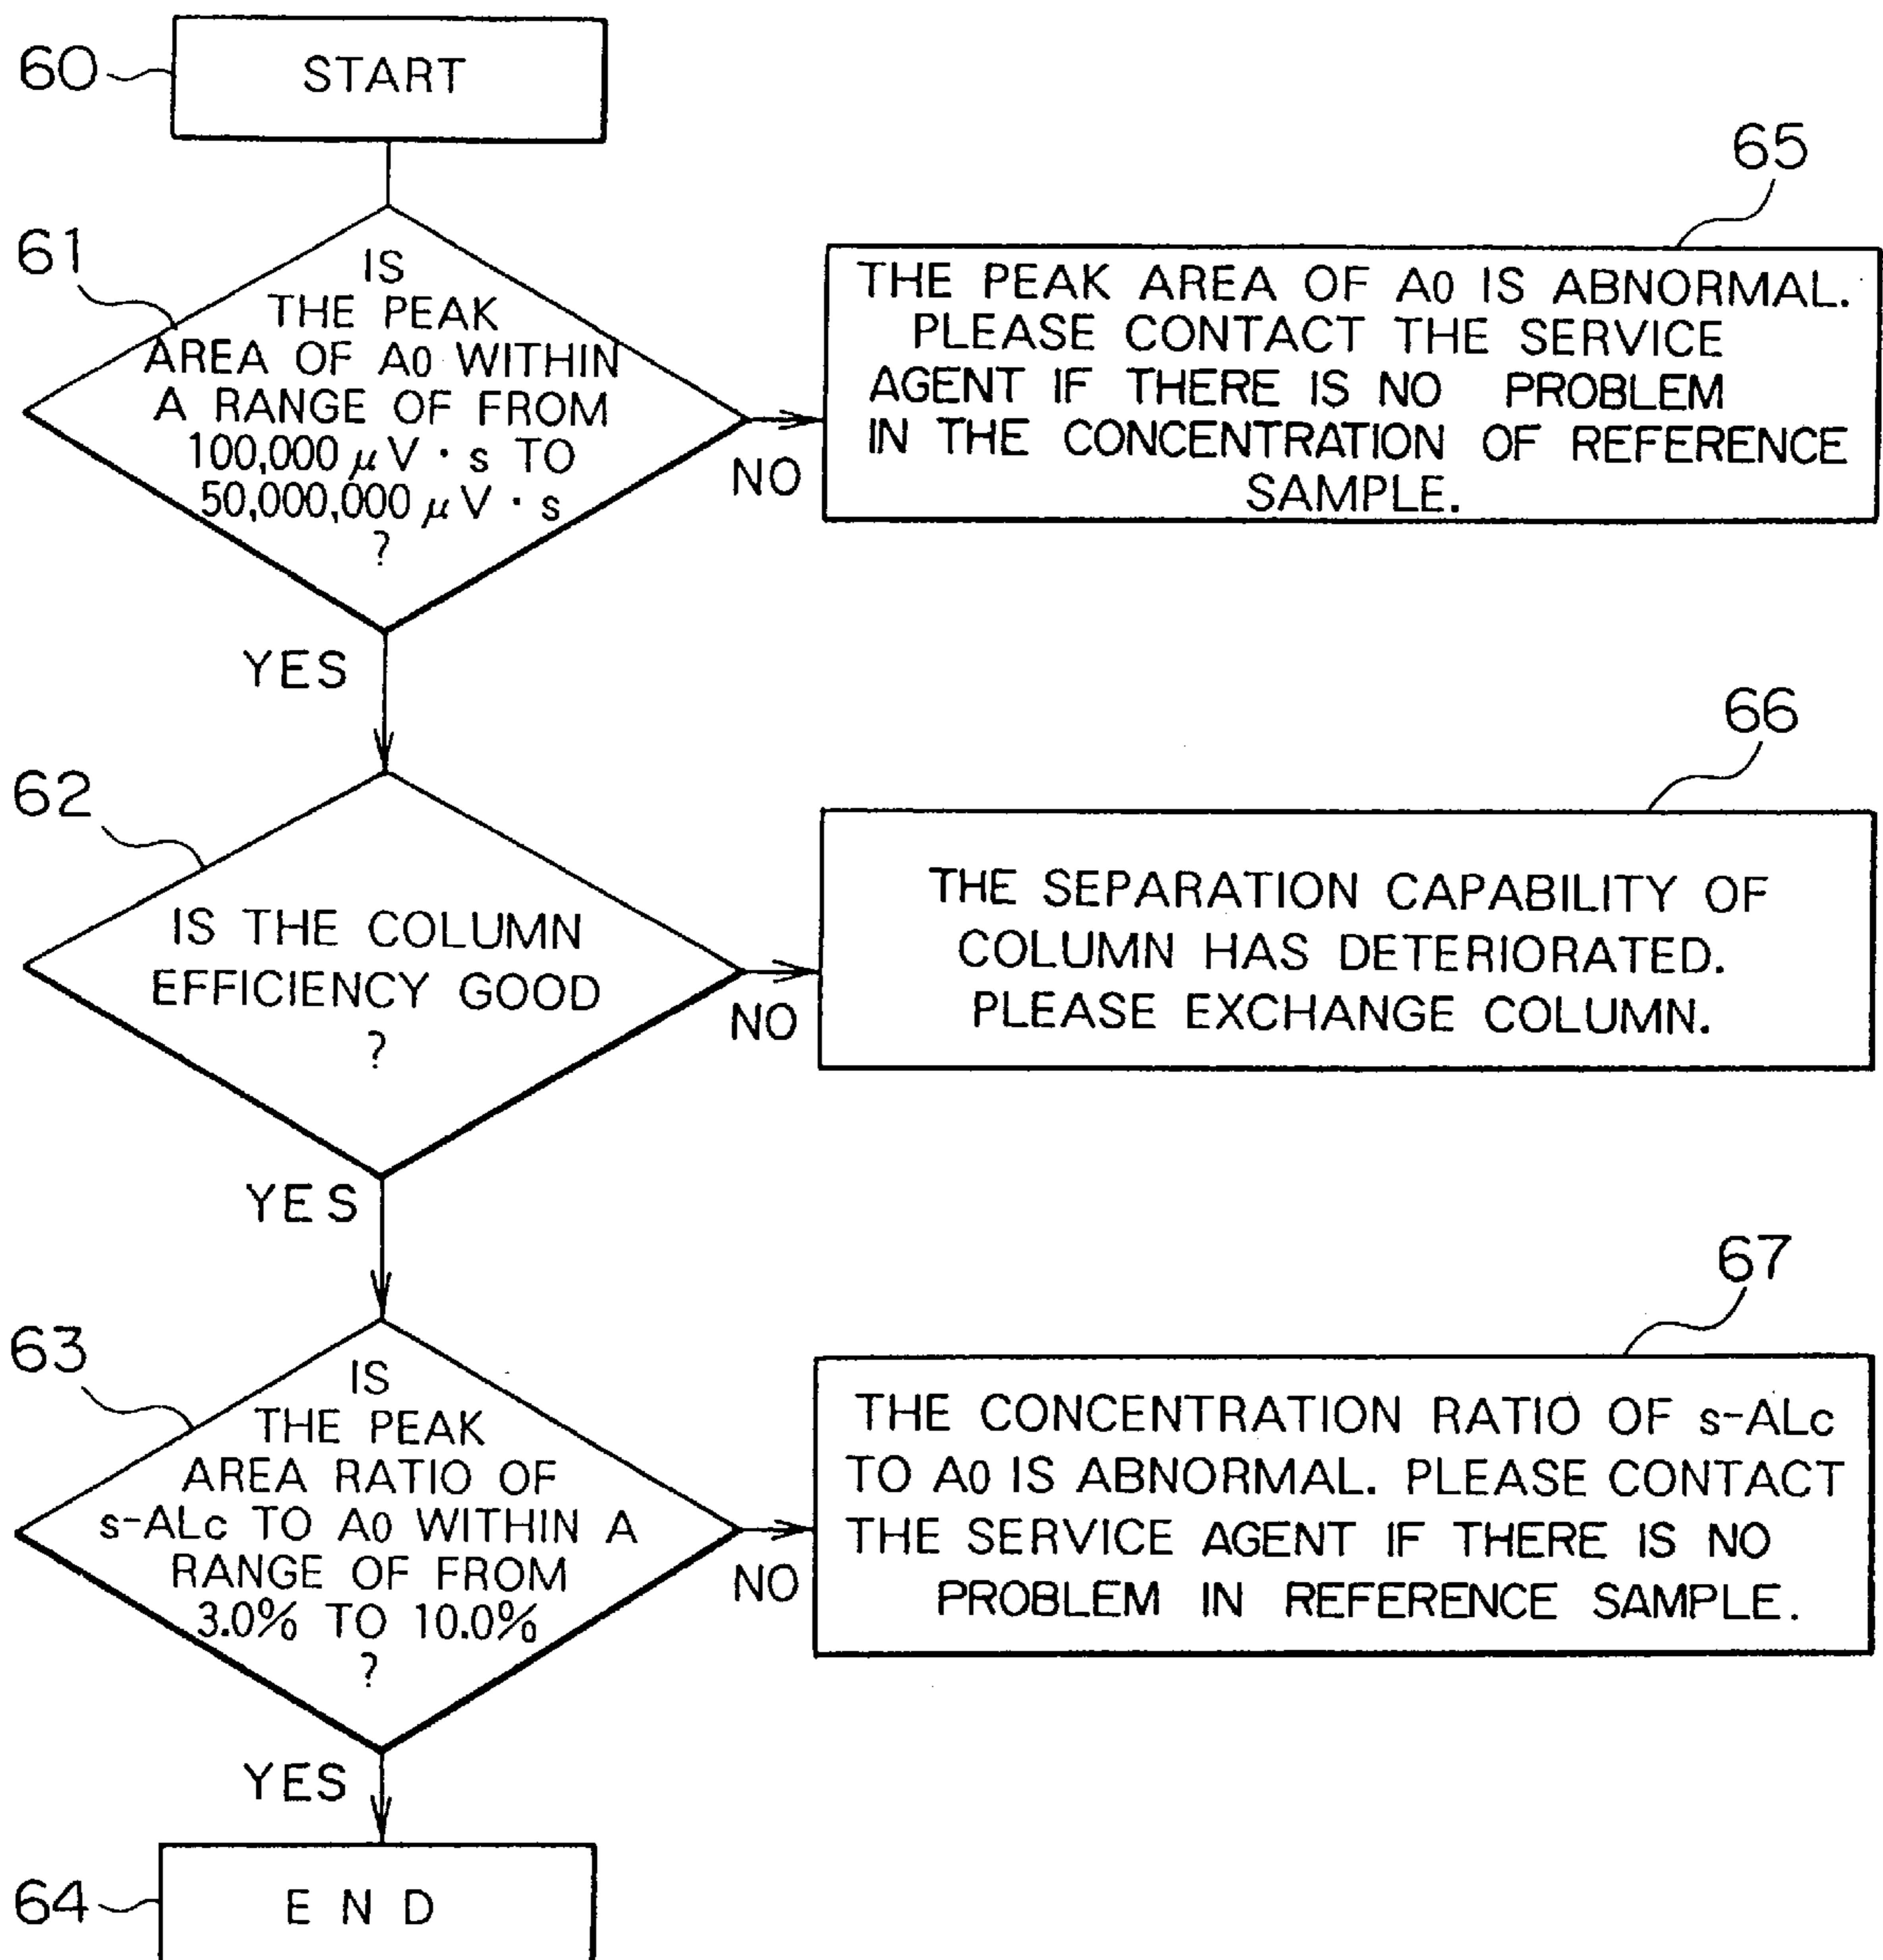 60
START
61
IS
THE PEAK
AREA OF A0 WITHIN
A RANGE OF FROM
100,000 μV · s TO
50,000,000 μV · s
?
NO
65
THE PEAK AREA OF A0 IS ABNORMAL.
PLEASE CONTACT THE SERVICE
AGENT IF THERE IS NO PROBLEM
IN THE CONCENTRATION OF REFERENCE
SAMPLE.
YES
62
IS THE COLUMN
EFFICIENCY GOOD
?
NO
66
THE SEPARATION CAPABILITY OF
COLUMN HAS DETERIORATED.
PLEASE EXCHANGE COLUMN.
YES
63
IS
THE PEAK
AREA RATIO OF
s-ALc TO A0 WITHIN A
RANGE OF FROM
3.0% TO 10.0%
?
NO
67
THE CONCENTRATION RATIO OF s-ALc
TO A0 IS ABNORMAL. PLEASE CONTACT
THE SERVICE AGENT IF THERE IS NO
PROBLEM IN REFERENCE SAMPLE.
YES
64
END